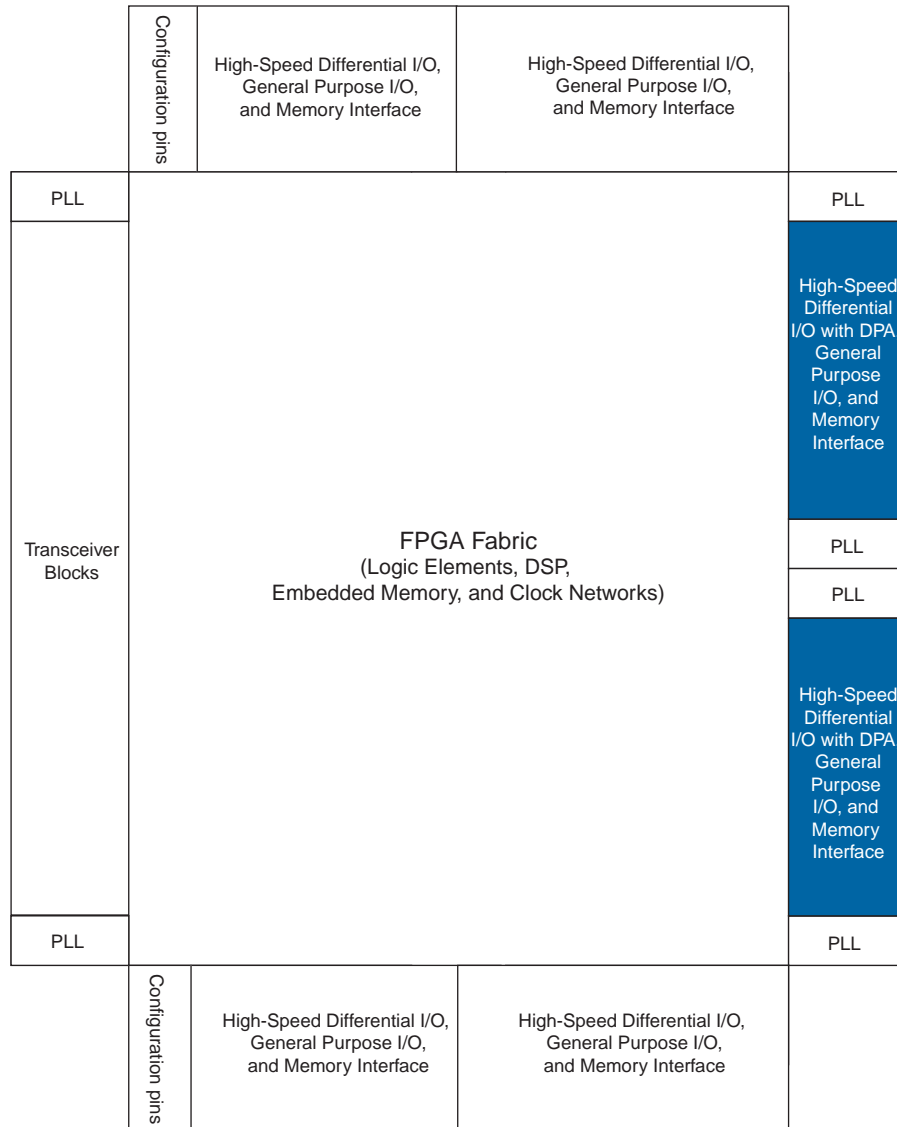 Configuration pins
High-Speed Differential I/O,
General Purpose I/O,
and Memory Interface
High-Speed Differential I/O,
General Purpose I/O,
and Memory Interface
PLL
PLL
High-Speed
Differential
I/O with DPA
General
Purpose
I/O, and
Memory
Interface
Transceiver
Blocks
FPGA Fabric
(Logic Elements, DSP,
Embedded Memory, and Clock Networks)
PLL
PLL
High-Speed
Differential
I/O with DPA
General
Purpose
I/O, and
Memory
Interface
PLL
PLL
Configuration pins
High-Speed Differential I/O,
General Purpose I/O,
and Memory Interface
High-Speed Differential I/O,
General Purpose I/O,
and Memory Interface